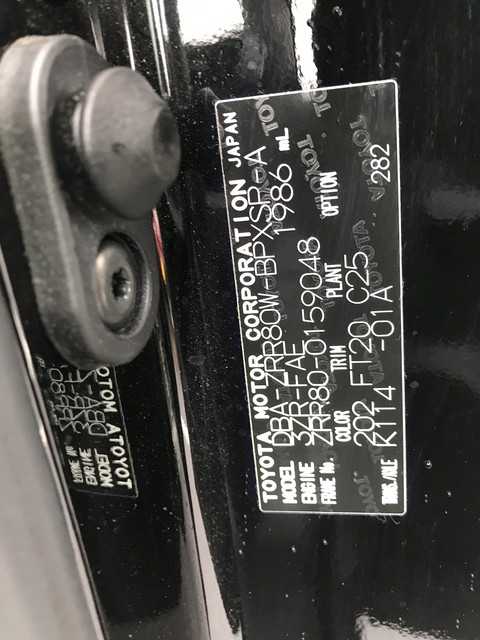 TOYOTA MOTOR CORPORATION JAPAN
MODEL DBA-ZRR80W-BPXSP-A
ENGINE 3ZR-FAE 1986 mL
FRAME No. ZRR80-0159048
COLOR TRIM PLANT OPTION
202 FT20 C25 282
TRNS./AXLE K114 -01A